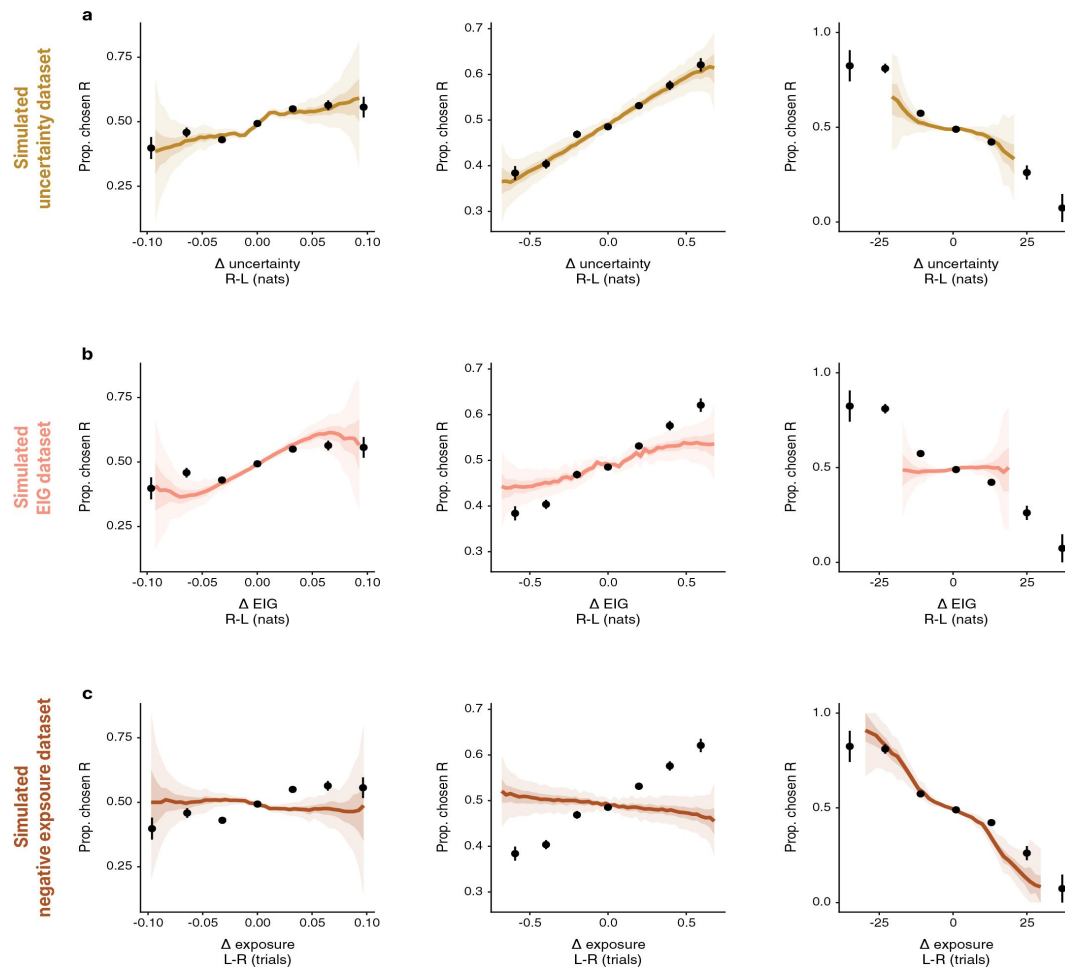 a
Simulated
uncertainty dataset
Prop. chosen R
0.75
0.50
0.25
-0.10 -0.05 0.00 0.05 0.10
Δ uncertainty
R-L (nats)
Prop. chosen R
0.7
0.6
0.5
0.4
0.3
-0.5 0.0 0.5
Δ uncertainty
R-L (nats)
Prop. chosen R
1.0
0.5
0.0
-25 0 25
Δ uncertainty
R-L (nats)
b
Simulated
EIG dataset
Prop. chosen R
0.75
0.50
0.25
-0.10 -0.05 0.00 0.05 0.10
Δ EIG
R-L (nats)
Prop. chosen R
0.7
0.6
0.5
0.4
0.3
-0.5 0.0 0.5
Δ EIG
R-L (nats)
Prop. chosen R
1.0
0.5
0.0
-25 0 25
Δ EIG
R-L (nats)
c
Simulated
negative expsoure dataset
Prop. chosen R
0.75
0.50
0.25
-0.10 -0.05 0.00 0.05 0.10
Δ exposure
L-R (trials)
Prop. chosen R
0.7
0.6
0.5
0.4
0.3
-0.5 0.0 0.5
Δ exposure
L-R (trials)
Prop. chosen R
1.0
0.5
0.0
-25 0 25
Δ exposure
L-R (trials)